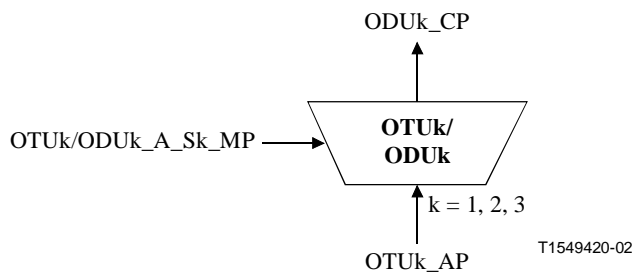 ODUk_CP
OTUk/ODUk_A_Sk_MP
OTUk/
ODUk
k = 1, 2, 3
OTUk_AP
T1549420-02